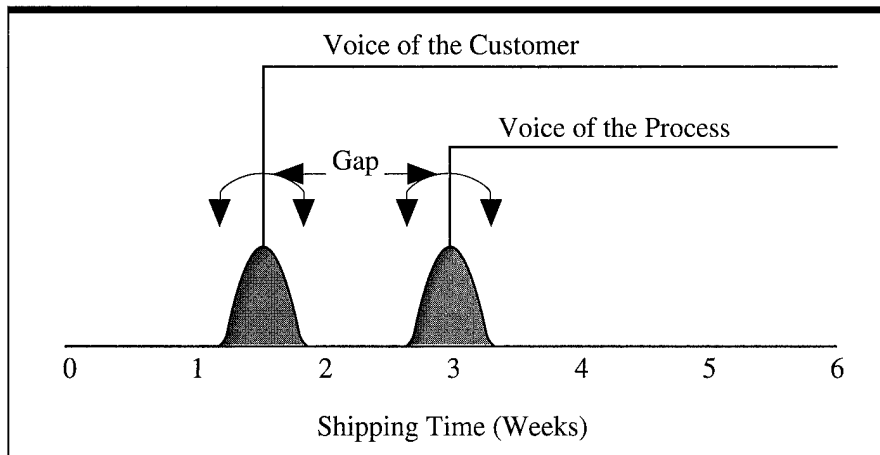 Voice of the Customer
Voice of the Process
Gap
0 1 2 3 4 5 6
Shipping Time (Weeks)